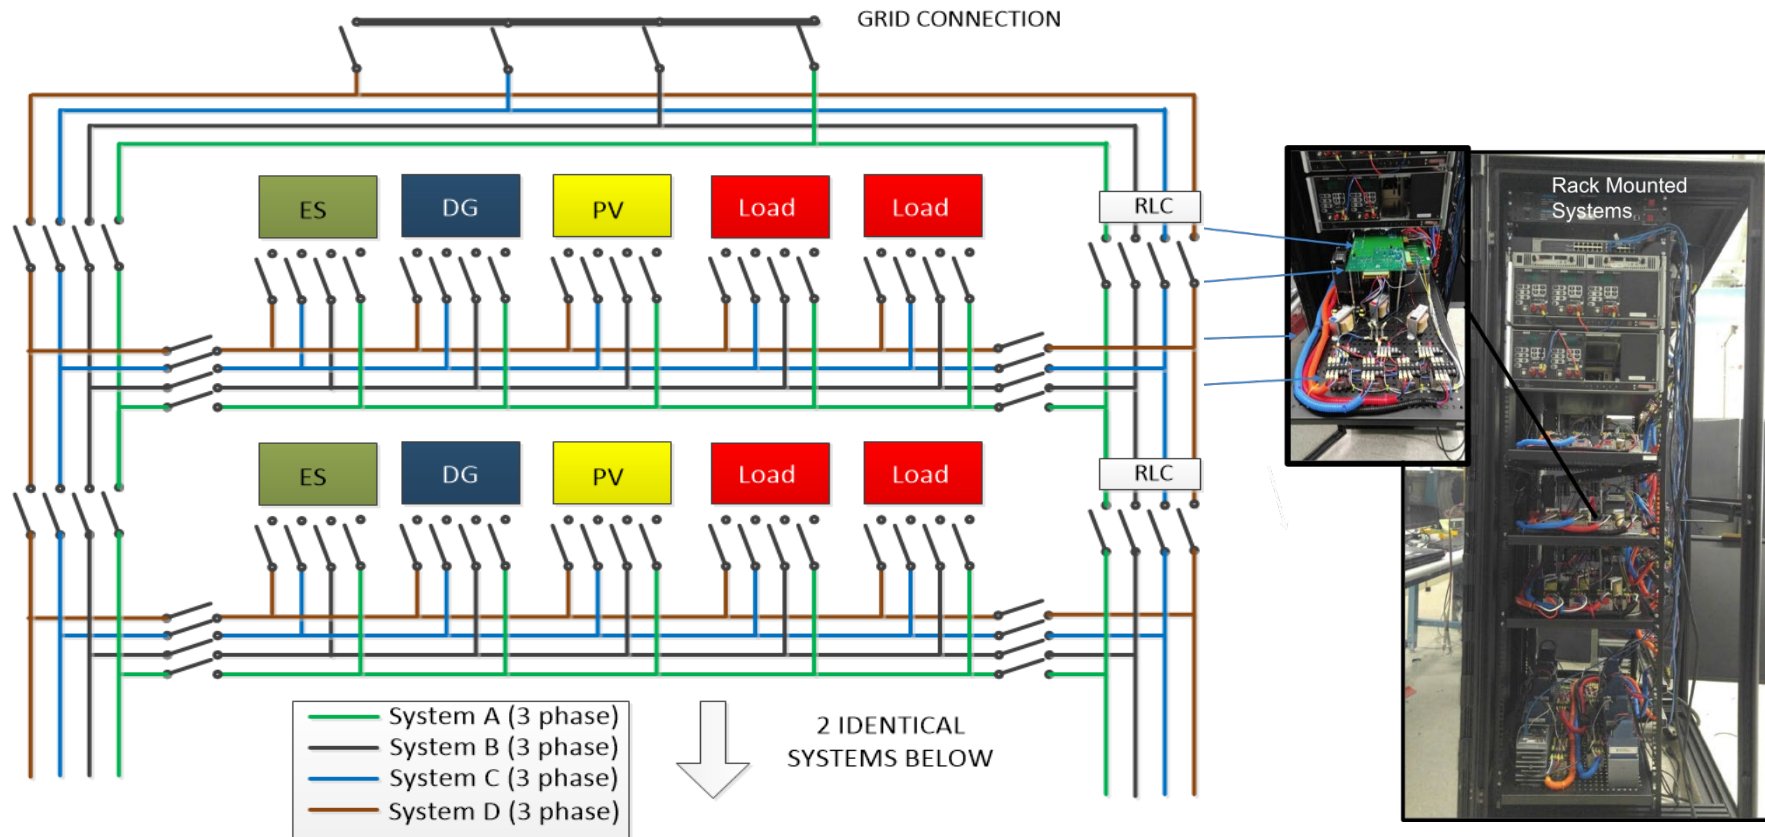 GRID CONNECTION
ES
DG
PV
Load
Load
RLC
Rack Mounted
Systems
ES
DG
PV
Load
Load
RLC
System A (3 phase)
System B (3 phase)
System C (3 phase)
System D (3 phase)
2 IDENTICAL
SYSTEMS BELOW